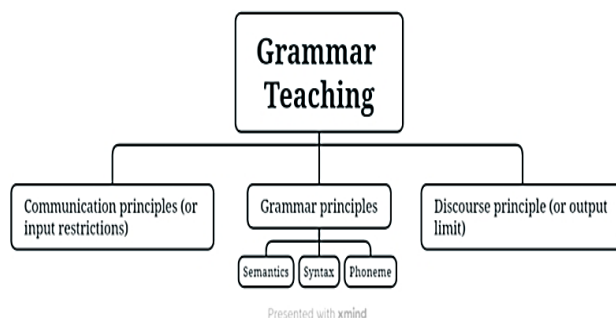 Grammar
Teaching
Communication principles (or
input restrictions)
Grammar principles
Discourse principle (or output
limit)
Semantics
Syntax
Phoneme
Presented with xmind